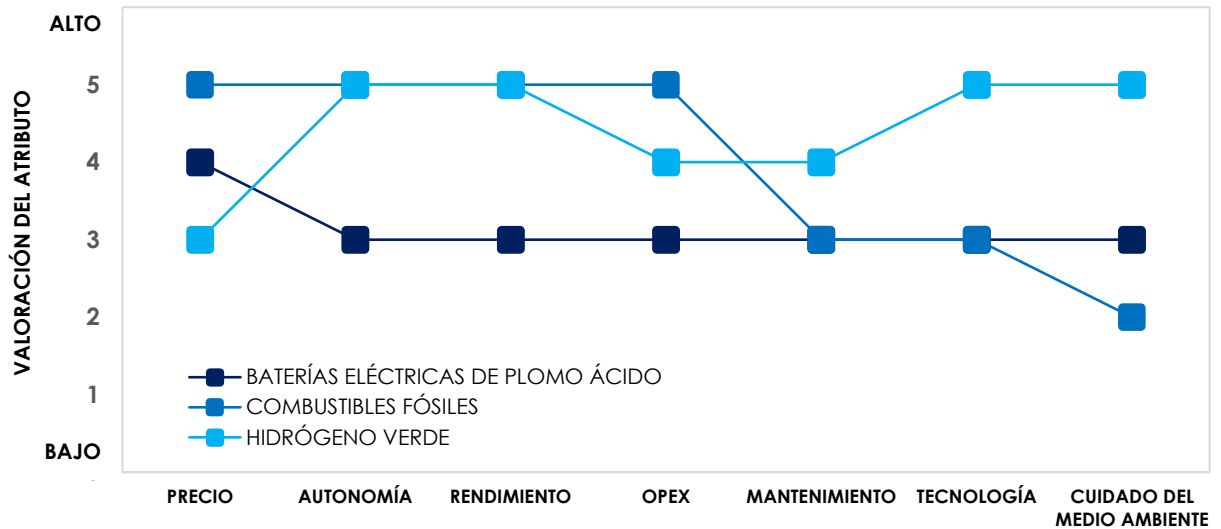 ALTO
VALORACIÓN DEL ATRIBUTO
5
4
3
2
1
BAJO
BATERÍAS ELÉCTRICAS DE PLOMO ÁCIDO
COMBUSTIBLES FÓSILES
HIDRÓGENO VERDE
PRECIO
AUTONOMÍA
RENDIMIENTO
OPEX
MANTENIMIENTO
TECNOLOGÍA
CUIDADO DEL
MEDIO AMBIENTE